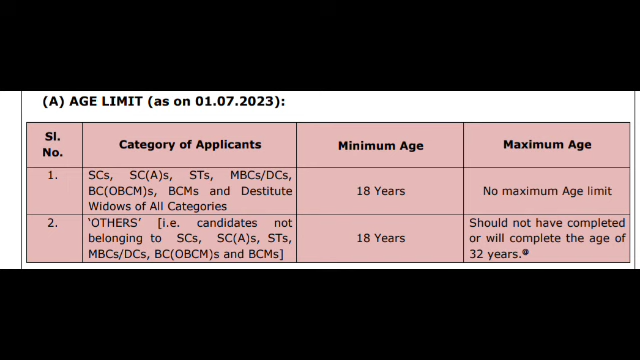 (A) AGE LIMIT (as on 01.07.2023):
Sl. No. Category of Applicants Minimum Age Maximum Age
1. SCs, SC(A)s, STs, MBCs/DCs, 18 Years No maximum Age limit
BC(OBCM)s, BCMs and Destitute
Widows of All Categories
2. ‘OTHERS’ [i.e. candidates not 18 Years Should not have completed
belonging to SCs, SC(A)s, STs, or will complete the age of
MBCs/DCs, BC(OBCM)s and BCMs] 32 years.@